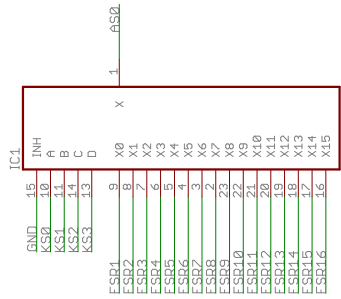 AS0
1
X
IC1
INH A B C D X0 X1 X2 X3 X4 X5 X6 X7 X8 X9 X10 X11 X12 X13 X14 X15
15 10 11 14 13 9 8 7 6 5 4 3 2 23 22 21 20 19 18 17 16
GND KS0 KS1 KS2 KS3 ESR1 ESR2 ESR3 ESR4 ESR5 ESR6 ESR7 ESR8 ESR9 ESR10 ESR11 ESR12 ESR13 ESR14 ESR15 ESR16